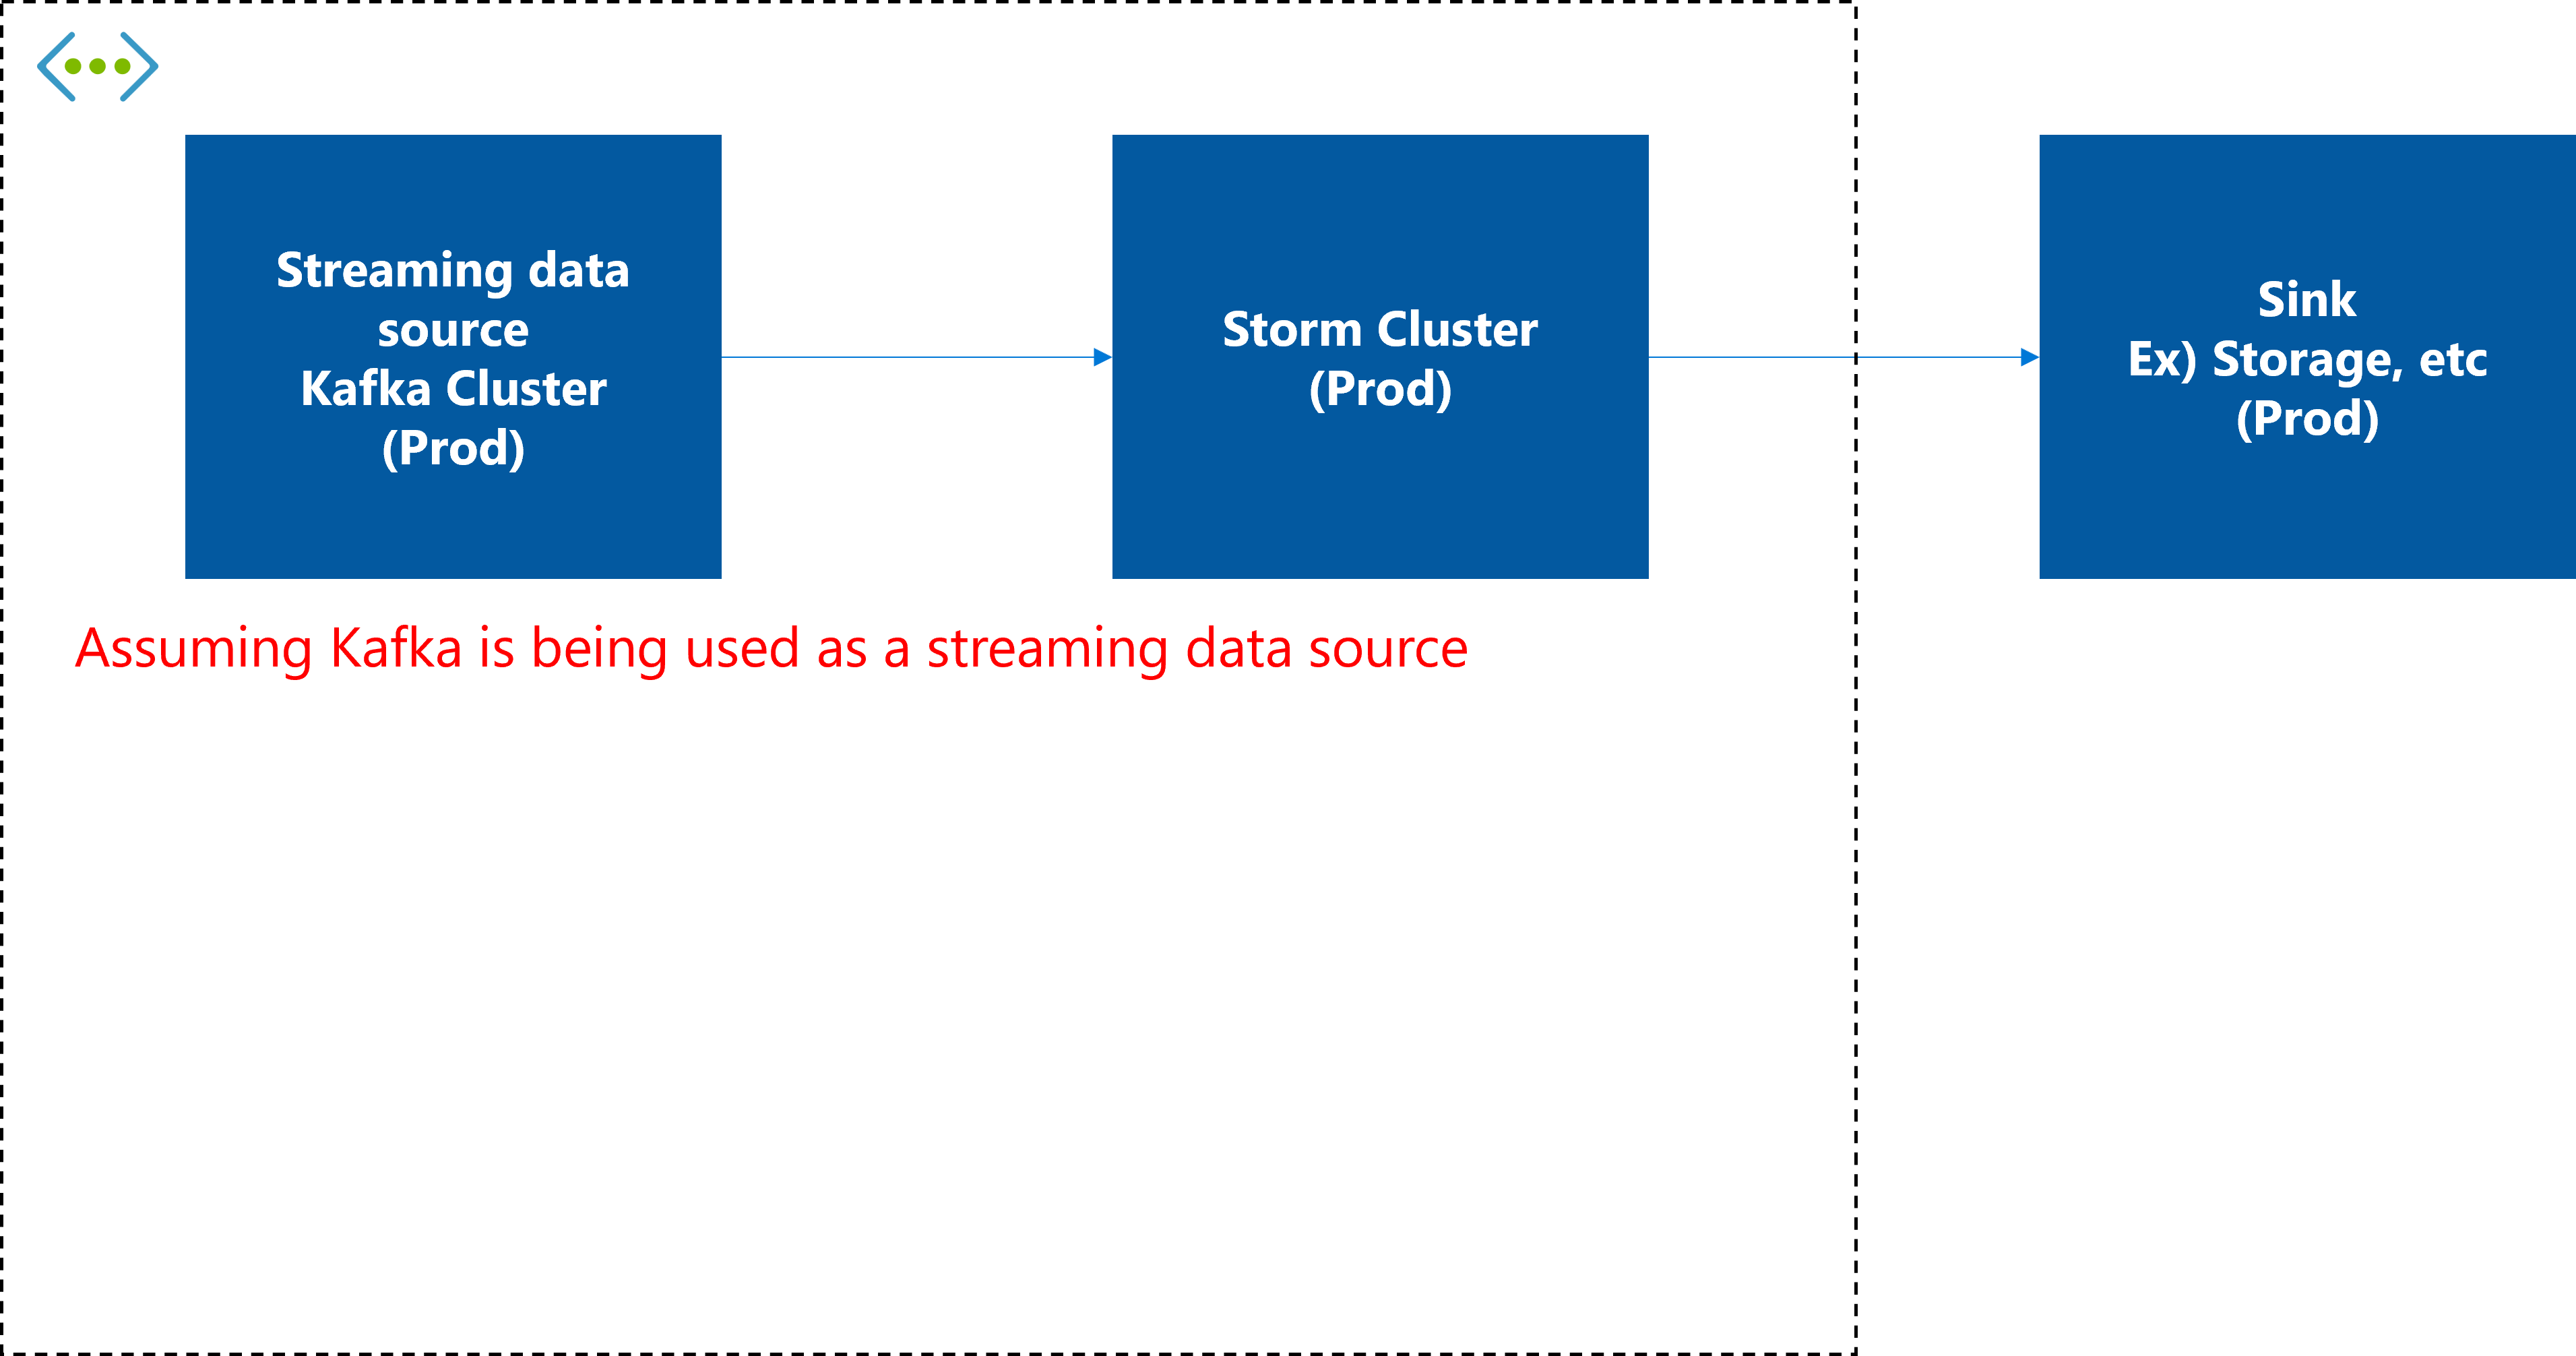 Streaming data
source
Kafka Cluster
(Prod)
Storm Cluster
(Prod)
Sink
Ex) Storage, etc
(Prod)
Assuming Kafka is being used as a streaming data source